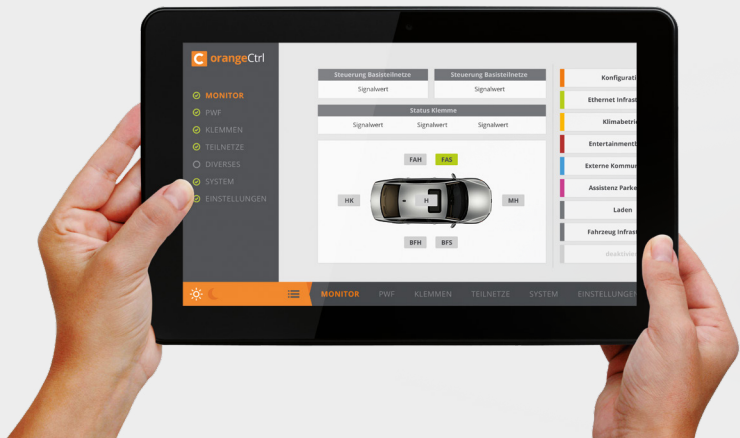 C orangeCtrl
MONITOR
PWF
KLEMMEN
TEILNETZE
DIVERSES
SYSTEM
EINSTELLUNGEN
Steuerung Basisteilnetze
Steuerung Basisteilnetze
Signalwert
Signalwert
Status Klemme
Signalwert Signalwert Signalwert
FAH FAS
HK H MH
BFH BFS
Konfigurati
Ethernet Infrast
Klimabetrie
Entertainment
Externe Kommun
Assistenz Parke
Laden
Fahrzeug Infrast
deaktivie
MONITOR PWF KLEMMEN TEILNETZE SYSTEM EINSTELLUNGEN